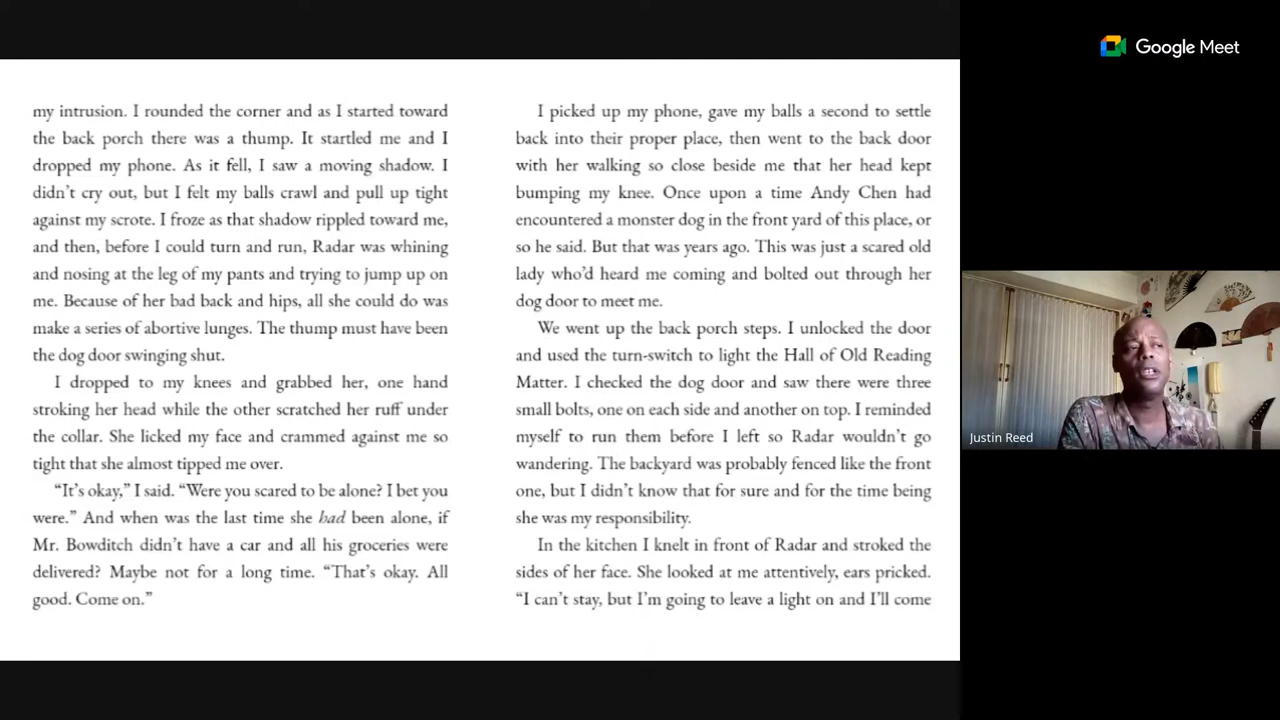 my intrusion. I rounded the corner and as I started toward
the back porch there was a thump. It startled me and I
dropped my phone. As it fell, I saw a moving shadow. I
didn't cry out, but I felt my balls crawl and pull up tight
against my scrote. I froze as that shadow rippled toward me,
and then, before I could turn and run, Radar was whining
and nosing at the leg of my pants and trying to jump up on
me. Because of her bad back and hips, all she could do was
make a series of abortive lunges. The thump must have been
the dog door swinging shut.
I dropped to my knees and grabbed her, one hand
stroking her head while the other scratched her ruff under
the collar. She licked my face and crammed against me so
tight that she almost tipped me over.
“It's okay,” I said. “Were you scared to be alone? I bet you
were.” And when was the last time she had been alone, if
Mr. Bowditch didn't have a car and all his groceries were
delivered? Maybe not for a long time. “That's okay. All
good. Come on.”
I picked up my phone, gave my balls a second to settle
back into their proper place, then went to the back door
with her walking so close beside me that her head kept
bumping my knee. Once upon a time Andy Chen had
encountered a monster dog in the front yard of this place, or
so he said. But that was years ago. This was just a scared old
lady who'd heard me coming and bolted out through her
dog door to meet me.
We went up the back porch steps. I unlocked the door
and used the turn-switch to light the Hall of Old Reading
Matter. I checked the dog door and saw there were three
small bolts, one on each side and another on top. I reminded
myself to run them before I left so Radar wouldn't go
wandering. The backyard was probably fenced like the front
one, but I didn't know that for sure and for the time being
she was my responsibility.
In the kitchen I knelt in front of Radar and stroked the
sides of her face. She looked at me attentively, ears pricked.
“I can't stay, but I'm going to leave a light on and I'll come
Google Meet
Justin Reed